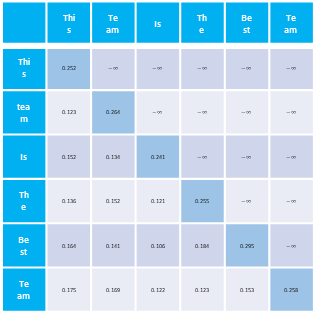 Thi s Te am Is Th e Be st Te am
Thi s 0.252 −∞ −∞ −∞ −∞ −∞
tea m 0.123 0.264 −∞ −∞ −∞ −∞
Is 0.152 0.134 0.241 −∞ −∞ −∞
Th e 0.136 0.152 0.121 0.255 −∞ −∞
Be st 0.164 0.141 0.106 0.184 0.295 −∞
Te am 0.175 0.169 0.122 0.123 0.153 0.258